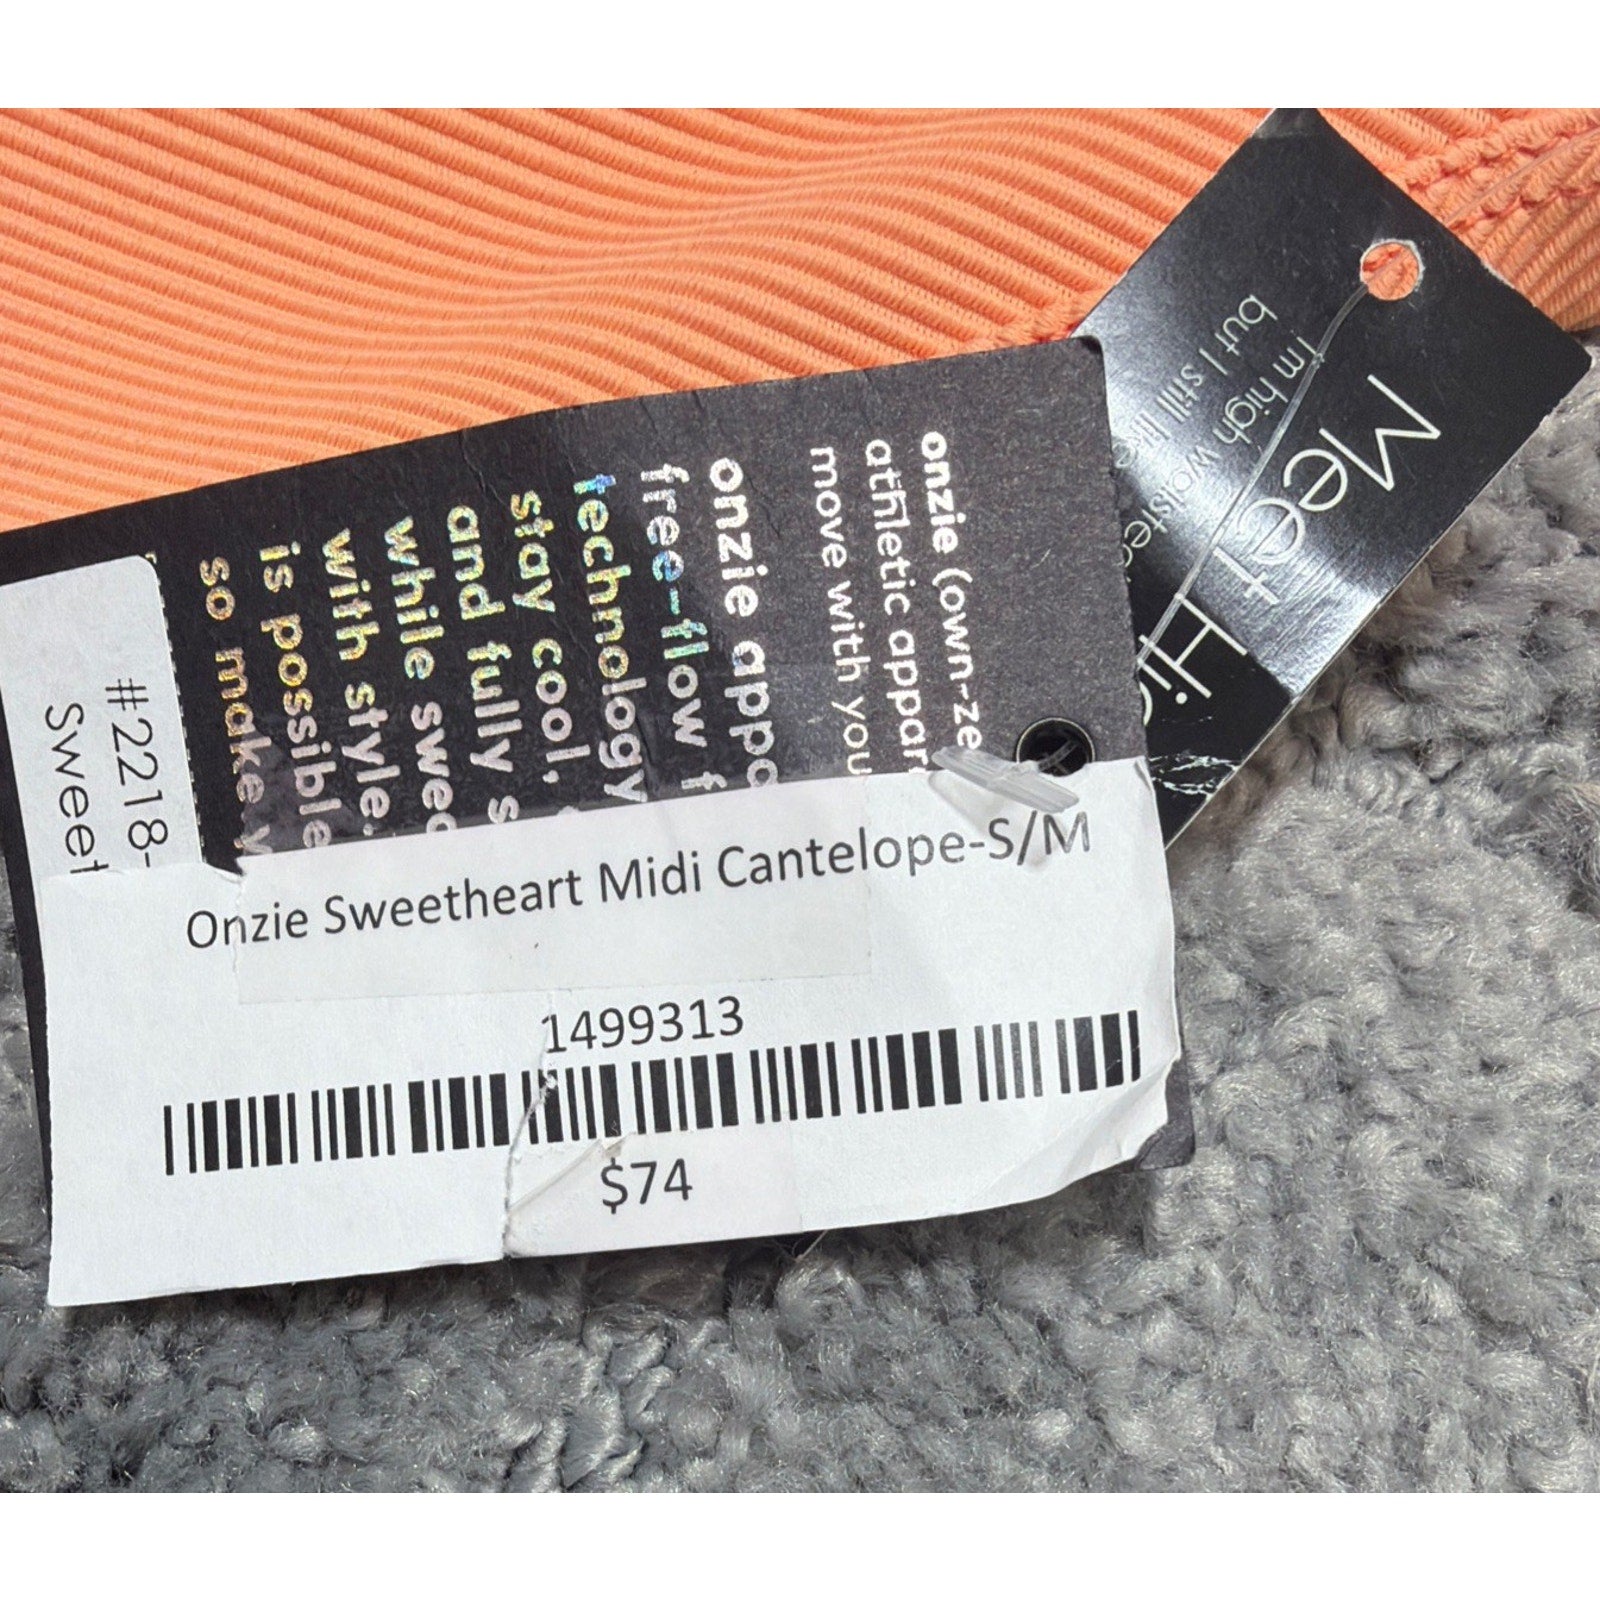 Onzie Sweetheart Midi Cantelope-S/M
1499313
$74
#2218-
Sweet
onzie (own-ze
athletic appar
move with you
onzie appa
free-flow f
technology
stay cool,
and fully s
while swea
with style.
is possible
so make y
Meet Hig
I'm high waisted
but I still like